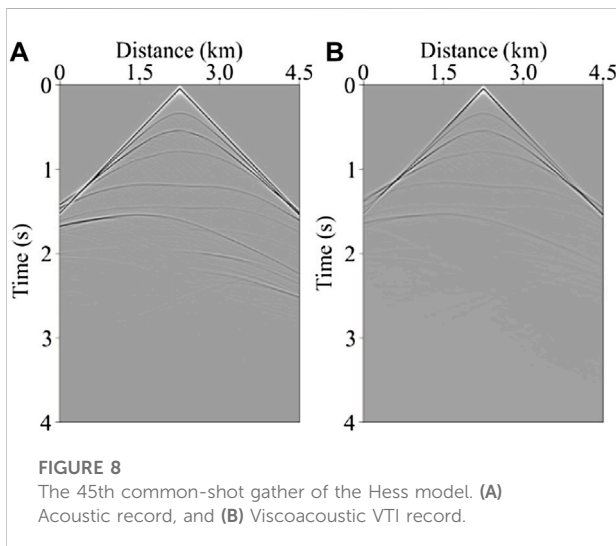 A
Distance (km)
0 1.5 3.0 4.5
0
1
2
3
4
Time (s)
B
Distance (km)
0 1.5 3.0 4.5
0
1
2
3
4
Time (s)
FIGURE 8
The 45th common-shot gather of the Hess model. (A)
Acoustic record, and (B) Viscoacoustic VTI record.